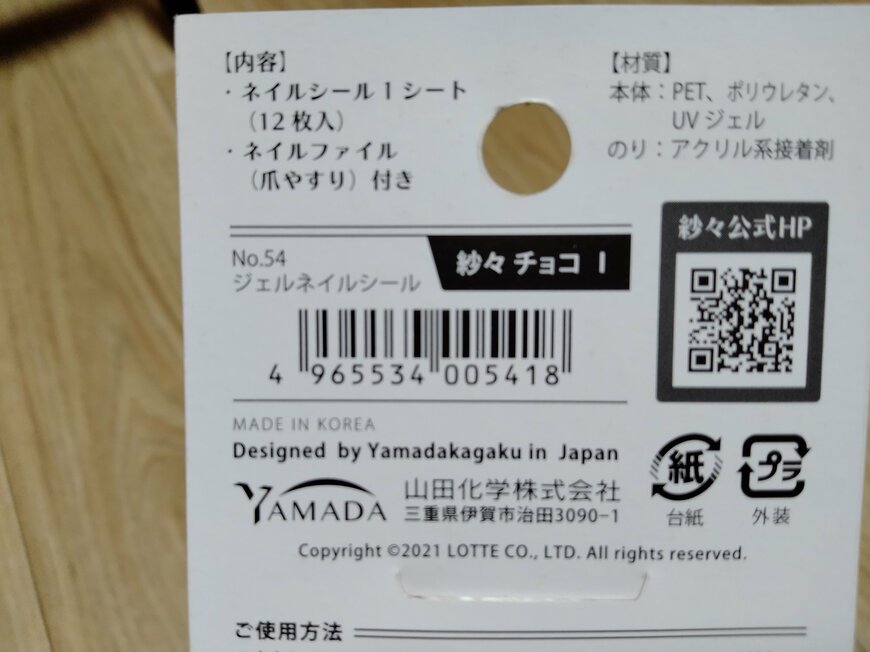 【内容】
・ネイルシール1シート
（12枚入）
・ネイルファイル
（爪やすり）付き
【材質】
本体：PET、ポリウレタン、
UVジェル
のり：アクリル系接着剤
No.54
ジェルネイルシール
紗々 チョコ 1
4 965534 005418
紗々公式HP
MADE IN KOREA
Designed by Yamadakagaku in Japan
YAMADA
山田化学株式会社
三重県伊賀市治田3090-1
紙
台紙
プラ
外装
Copyright ©2021 LOTTE CO., LTD. All rights reserved.
ご使用方法